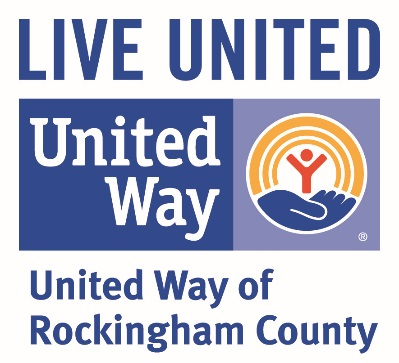 LIVE UNITED
United
Way
®
United Way of
Rockingham County